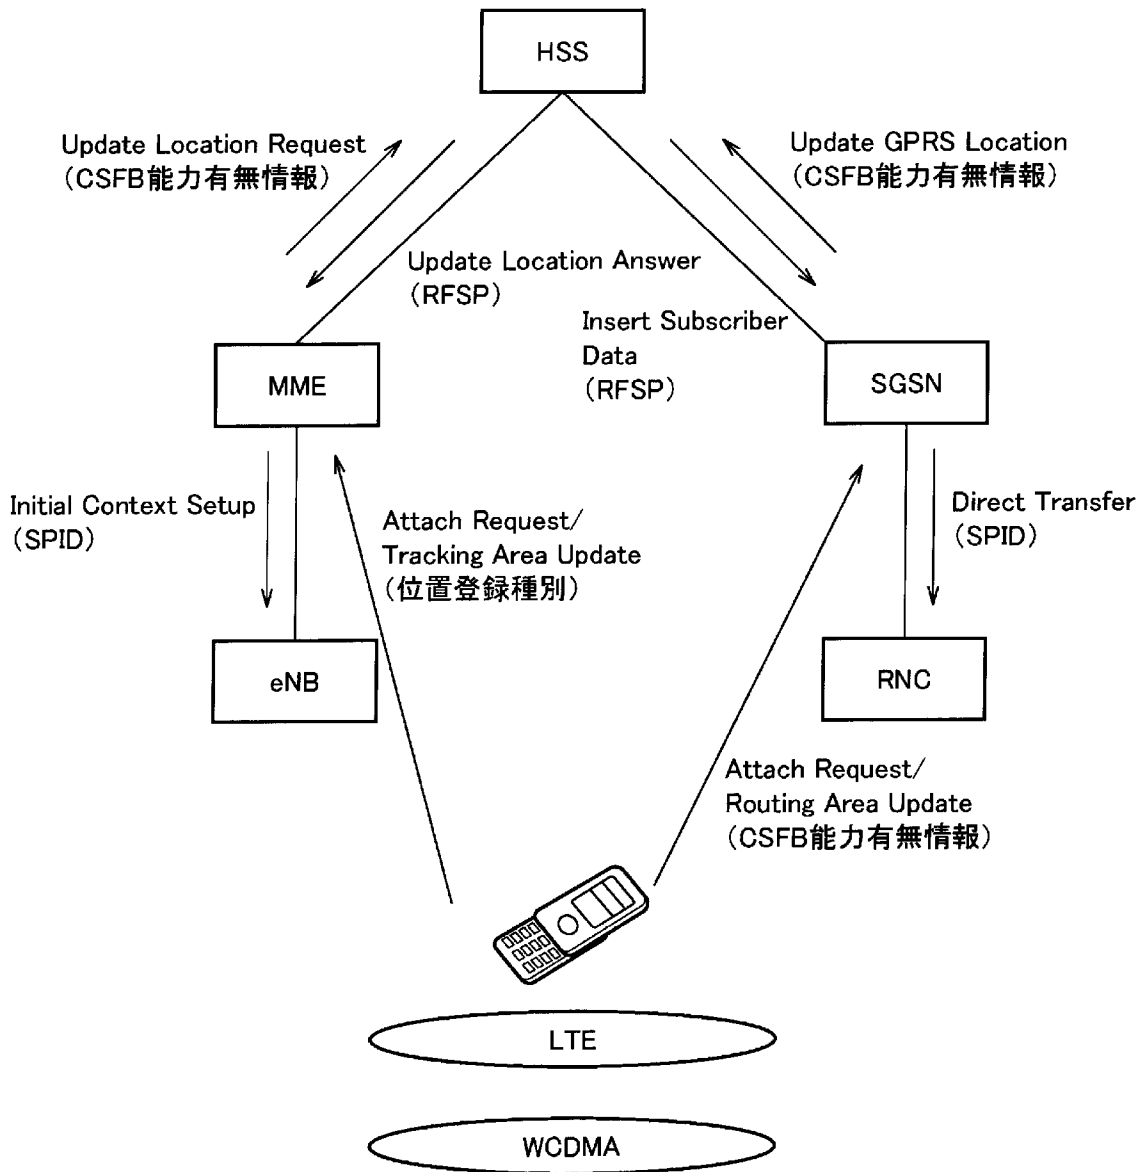 HSS
Update Location Request
（CSFB能力有無情報）
Update GPRS Location
（CSFB能力有無情報）
Update Location Answer
（RFSP）
Insert Subscriber
Data
（RFSP）
MME
SGSN
Initial Context Setup
（SPID）
Attach Request/
Tracking Area Update
（位置登録種別）
Direct Transfer
（SPID）
eNB
RNC
Attach Request/
Routing Area Update
（CSFB能力有無情報）
LTE
WCDMA